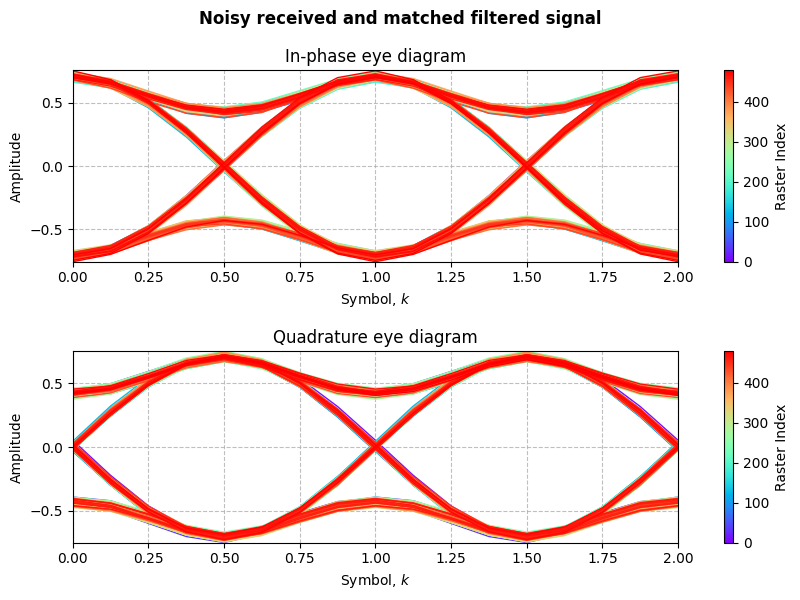 Noisy received and matched filtered signal
In-phase eye diagram
Amplitude
0.5
0.0
−0.5
0.00 0.25 0.50 0.75 1.00 1.25 1.50 1.75 2.00
Symbol, k
400
300
200
100
0
Raster Index
Quadrature eye diagram
Amplitude
0.5
0.0
−0.5
0.00 0.25 0.50 0.75 1.00 1.25 1.50 1.75 2.00
Symbol, k
400
300
200
100
0
Raster Index